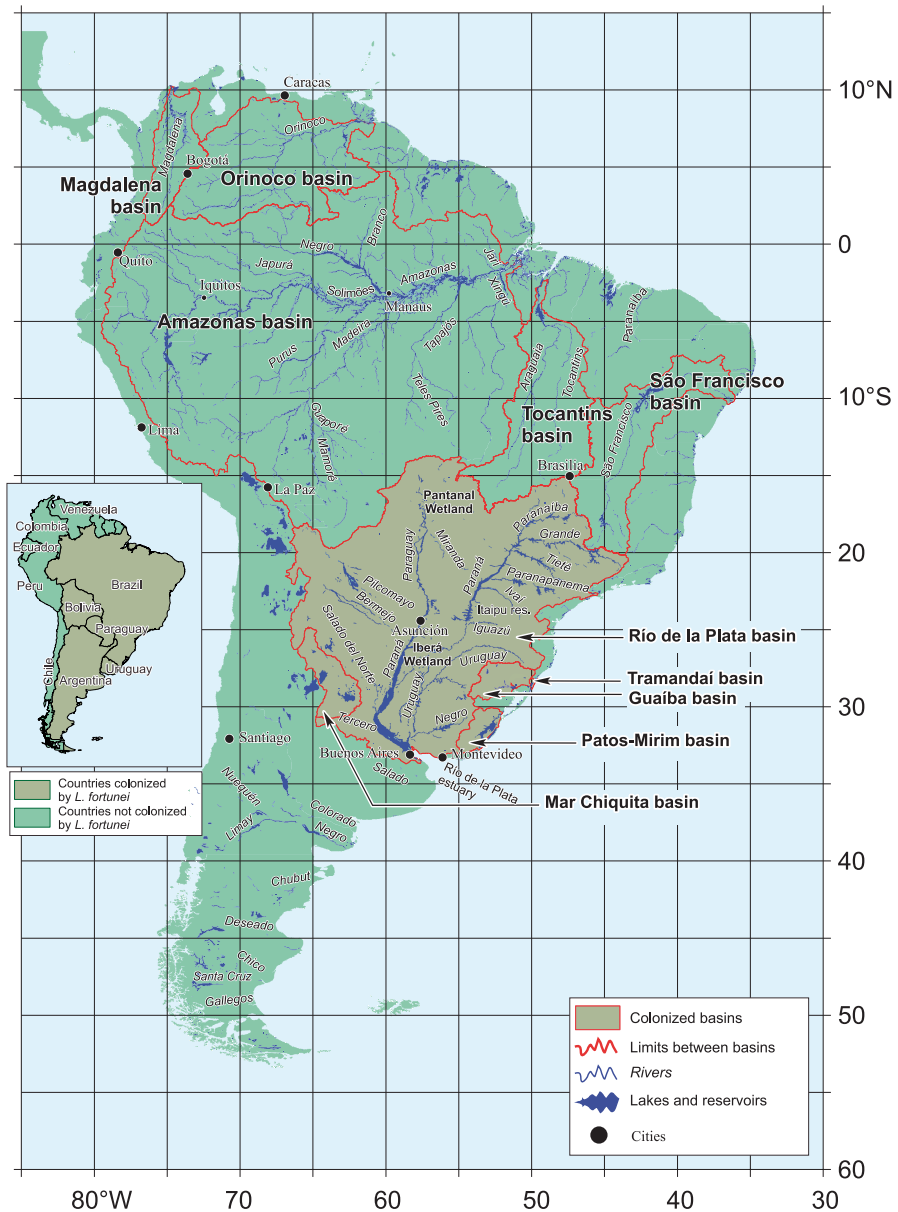 Caracas
10°N
Orinoco
Magdalena
Bogotá
Orinoco basin
Magdalena
basin
Branco
Negro
0
Quito
Japurá
Jari
Xingú
Amazonas
Iquitos
Solimões
Manaus
Paranaiba
Amazonas basin
Madeira
Tapajos
Purus
Araguaia
Tocantins
São Francisco
basin
Teles Pires
10°S
Guaporé
Tocantins
basin
São Francisco
Lima
Mamoré
Brasilia
La Paz
Pantanal
Wetland
Paranaiba
Venezuela
Colombia
Ecuador
Peru
Brazil
Bolivia
Paraguay
Chile
Uruguay
Argentina
Countries colonized
by L. fortunei
Countries not colonized
by L. fortunei
Grande
20
Paraguay
Miranda
Paraná
Tieté
Paranapanema
Pilcomayo
Ivaí
Bermejo
Itaipu res.
Asunción
Iguazú
Río de la Plata basin
Salado del Norte
Paraná
Iberá
Wetland
Uruguay
Tramandaí basin
Guaíba basin
Uruguay
30
Tercero
Negro
Santiago
Patos-Mirim basin
Buenos Aires
Montevideo
Salado
Río de la Plata
estuary
Mar Chiquita basin
Nuequén
Colorado
Limay
Negro
40
Chubut
Deseado
Chico
Santa Cruz
Gallegos
50
Colonized basins
Limits between basins
Rivers
Lakes and reservoirs
Cities
60
80°W
70
60
50
40
30